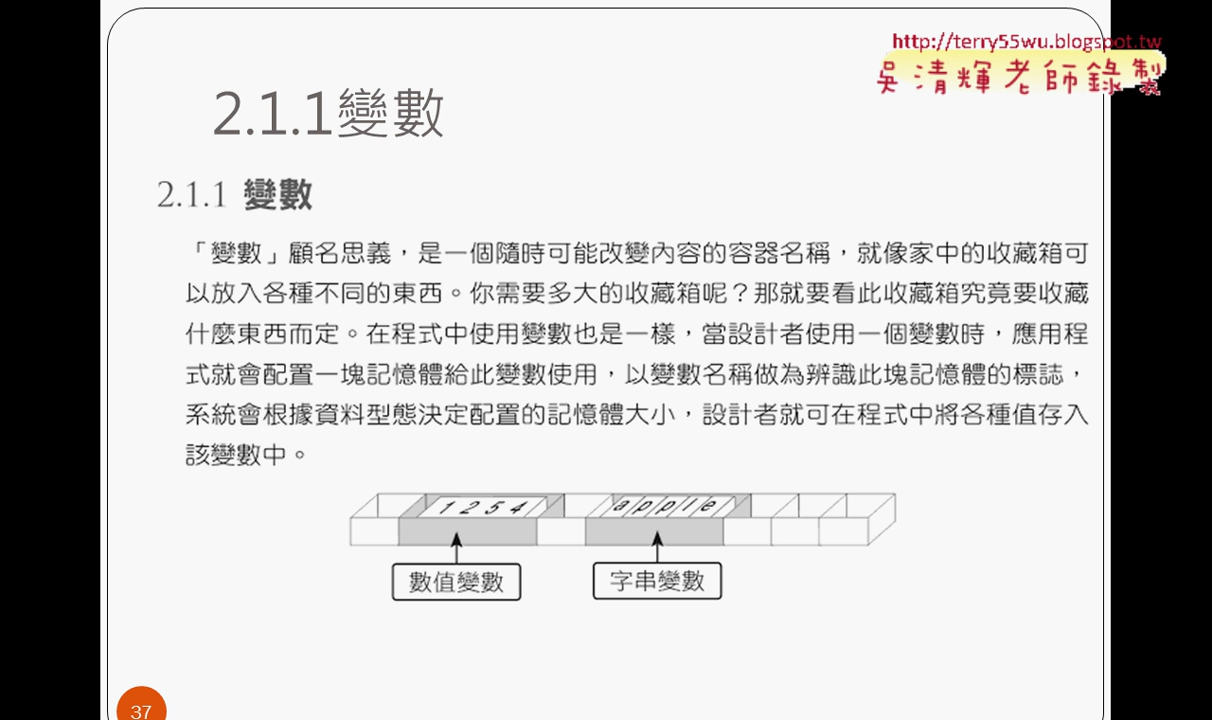 http://terry55wu.blogspot.tw
吳清輝老師錄製
2.1.1變數
2.1.1 變數
「變數」顧名思義，是一個隨時可能改變內容的容器名稱，就像家中的收藏箱可
以放入各種不同的東西。你需要多大的收藏箱呢？那就要看此收藏箱究竟要收藏
什麼東西而定。在程式中使用變數也是一樣，當設計者使用一個變數時，應用程
式就會配置一塊記憶體給此變數使用，以變數名稱做為辨識此塊記憶體的標誌，
系統會根據資料型態決定配置的記憶體大小，設計者就可在程式中將各種值存入
該變數中。
1254 apple
數值變數 字串變數
37